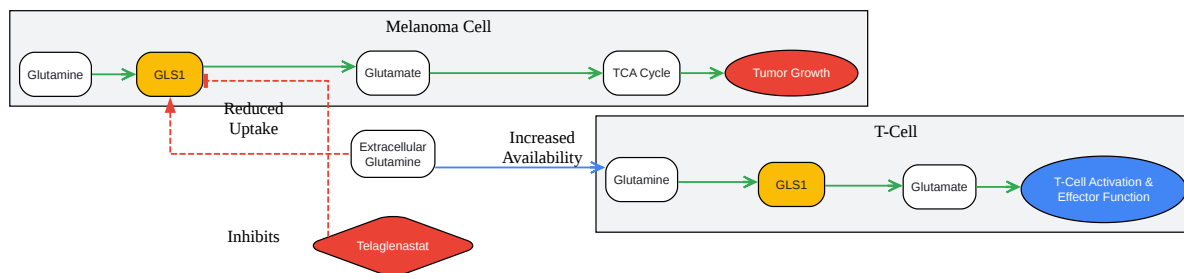 Melanoma Cell
Glutamine
GLS1
Glutamate
TCA Cycle
Tumor Growth
Reduced
Uptake
Extracellular
Glutamine
Increased
Availability
T-Cell
Glutamine
GLS1
Glutamate
T-Cell Activation &
Effector Function
Inhibits
Telaglenastat